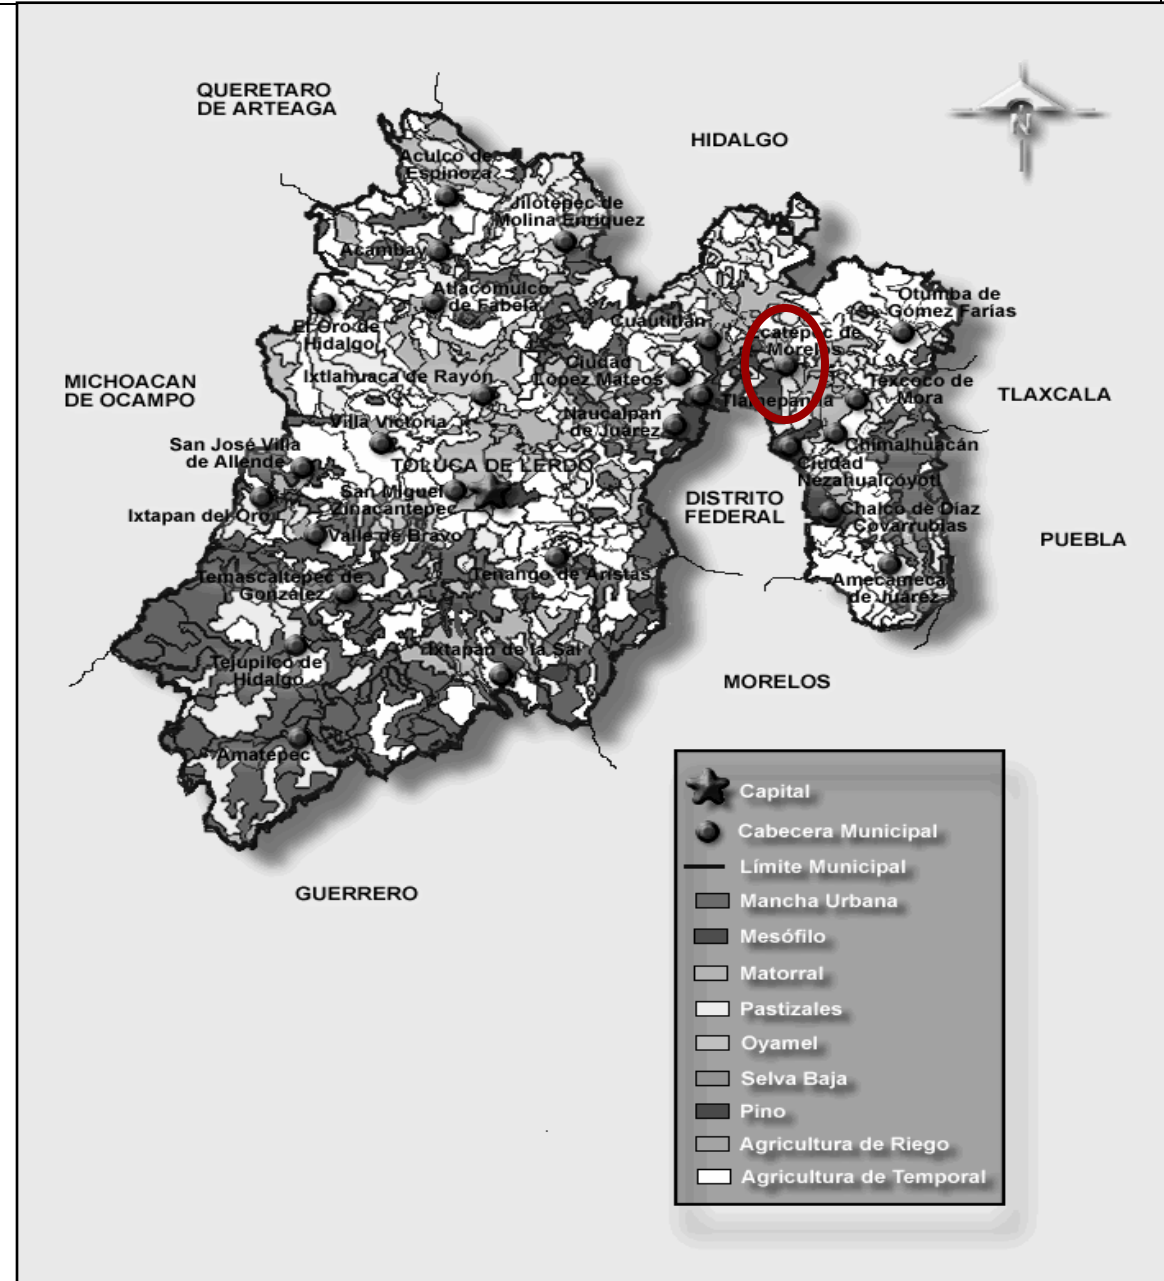 QUERETARO
DE ARTEAGA
HIDALGO
N
Aculco de
Espinoza
Jilotepec de
Molina Enríquez
Acambay
Atlacomulco
de Fabela
Otumba de
Gómez Farías
El Oro de
Hidalgo
Cuautitlán
Ecatepec de
Morelos
Ixtlahuaca de Rayón
Ciudad
López Mateos
Texcoco de
Mora
MICHOACAN
DE OCAMPO
TLAXCALA
Tlalnepantla
Villa Victoria
Naucalpan
de Juárez
San José Villa
de Allende
Chimalhuacán
TOLUCA DE LERDO
Ciudad
Nezahualcóyotl
San Miguel
Zinacantepec
DISTRITO
FEDERAL
Ixtapan del Oro
Chalco de Díaz
Covarrubias
Valle de Bravo
PUEBLA
Temascaltepec de
González
Tenango de Aristas
Amecameca
de Juárez
Ixtapan de la Sal
Tejupilco de
Hidalgo
MORELOS
Amatepec
GUERRERO
Capital
Cabecera Municipal
Límite Municipal
Mancha Urbana
Mesófilo
Matorral
Pastizales
Oyamel
Selva Baja
Pino
Agricultura de Riego
Agricultura de Temporal